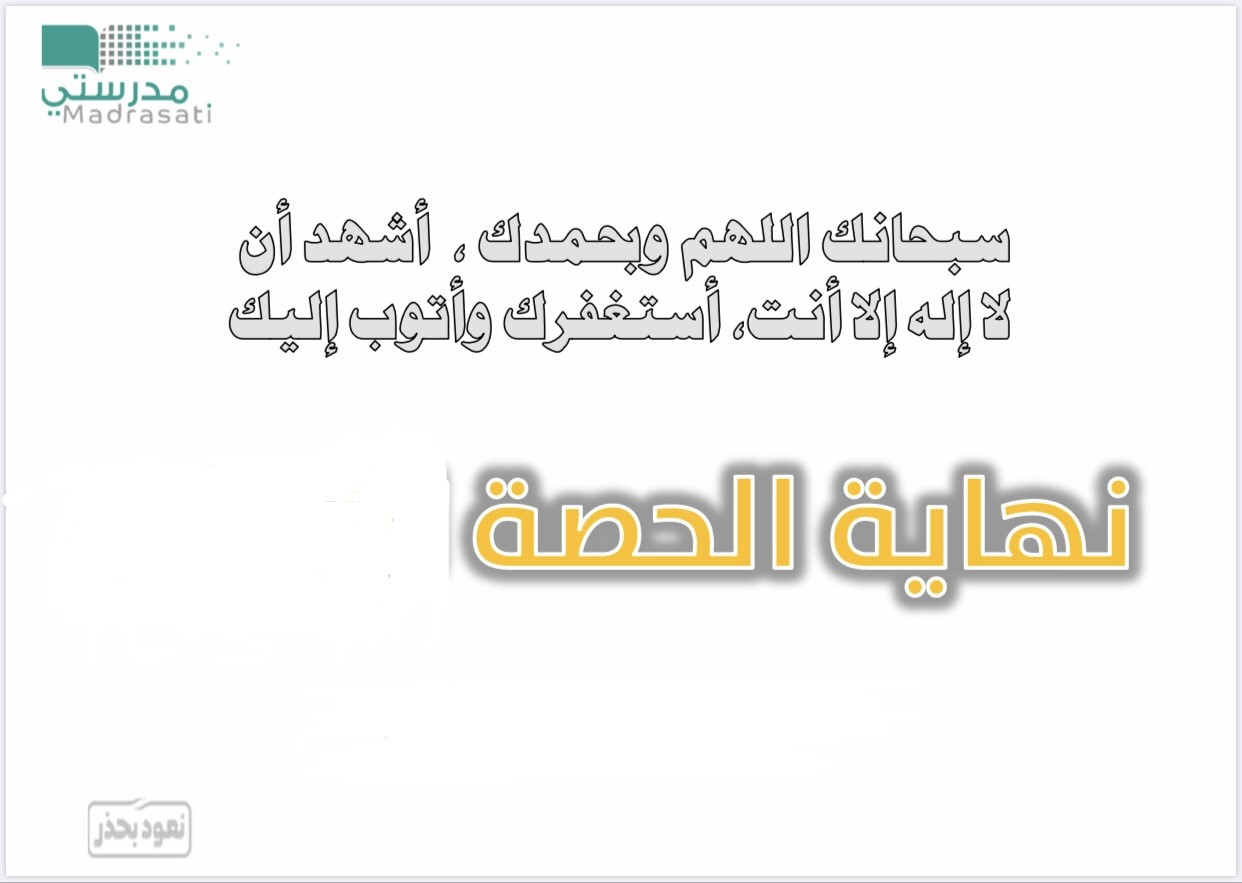 مدرستي
Madrasati
سبحانك اللهم وبحمدك ، أشهد أن
لا إله إلا أنت، أستغفرك وأتوب إليك
نهاية الحصة
نعود بحذر